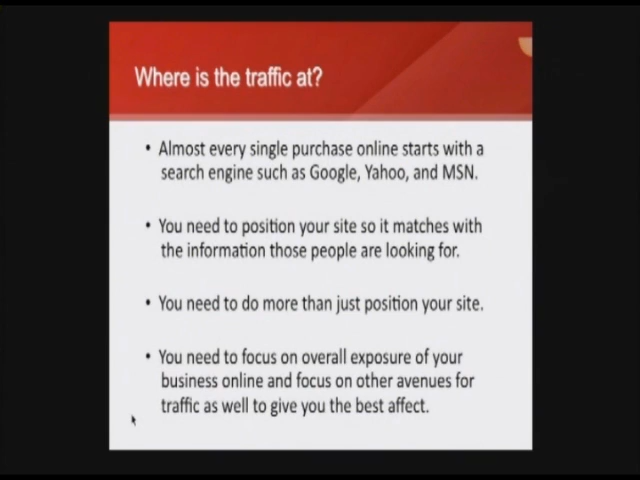 Where is the traffic at?
• Almost every single purchase online starts with a
search engine such as Google, Yahoo, and MSN.
• You need to position your site so it matches with
the information those people are looking for.
• You need to do more than just position your site.
• You need to focus on overall exposure of your
business online and focus on other avenues for
traffic as well to give you the best affect.